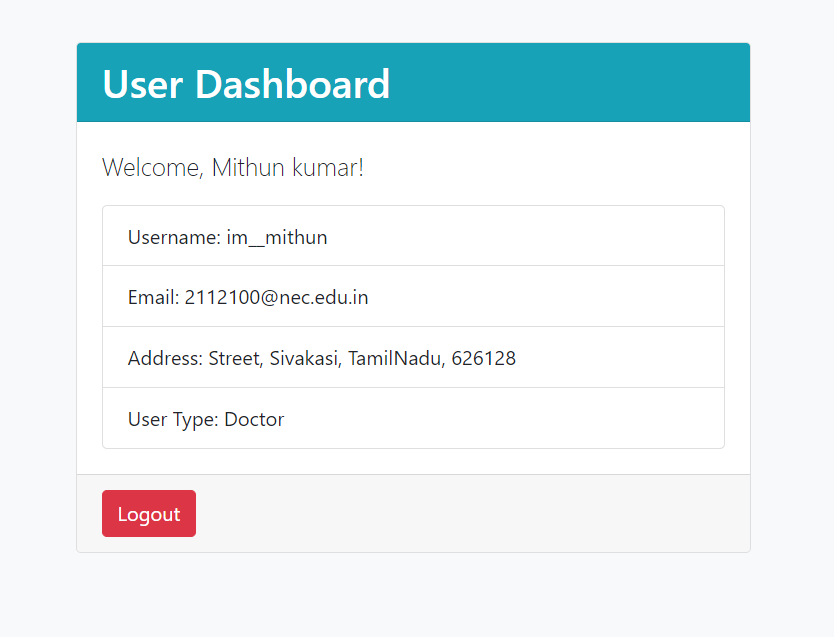 User Dashboard
Welcome, Mithun kumar!
Username: im__mithun
Email: 2112100@nec.edu.in
Address: Street, Sivakasi, TamilNadu, 626128
User Type: Doctor
Logout